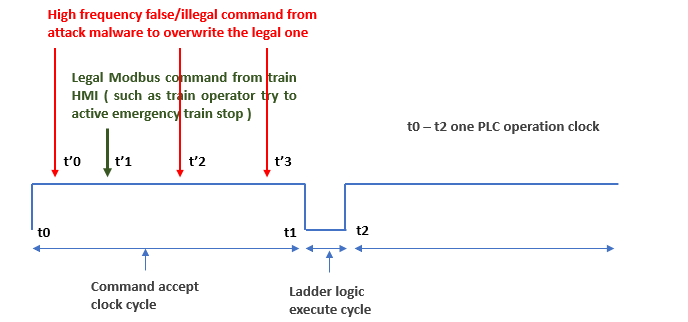 High frequency false/illegal command from
attack malware to overwrite the legal one
Legal Modbus command from train
HMI ( such as train operator try to
active emergency train stop )
t0 – t2 one PLC operation clock
t’0
t’1
t’2
t’3
t0
t1
t2
Command accept
clock cycle
Ladder logic
execute cycle